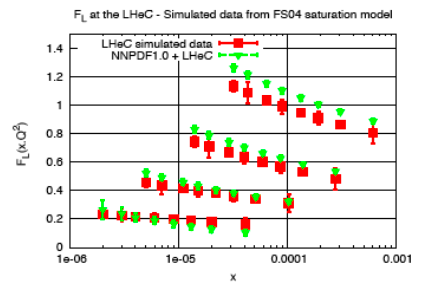 F_L at the LHeC - Simulated data from FS04 saturation model
LHeC simulated data
NNPDF1.0 + LHeC
1.4
1.2
1
0.8
0.6
0.4
0.2
0
F_L(x,Q²)
1e-06
1e-05
0.0001
0.001
x